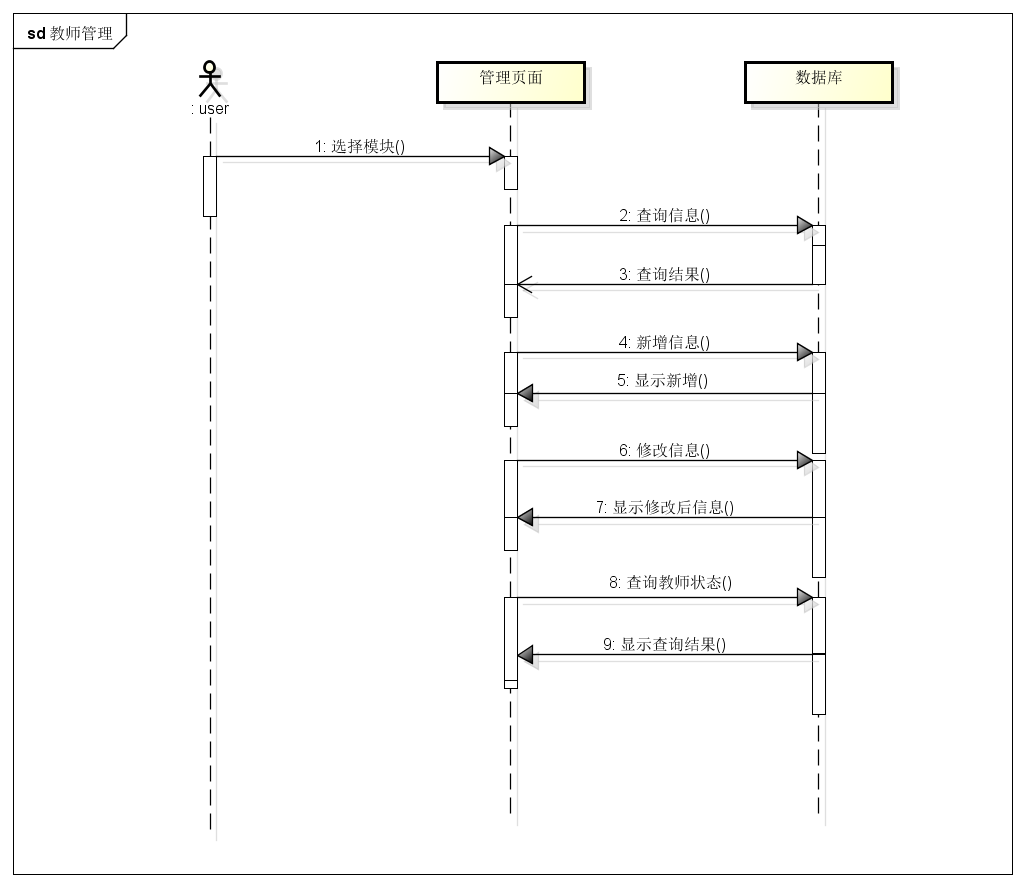 sd 教师管理
: user
管理页面
数据库
1: 选择模块()
2: 查询信息()
3: 查询结果()
4: 新增信息()
5: 显示新增()
6: 修改信息()
7: 显示修改后信息()
8: 查询教师状态()
9: 显示查询结果()